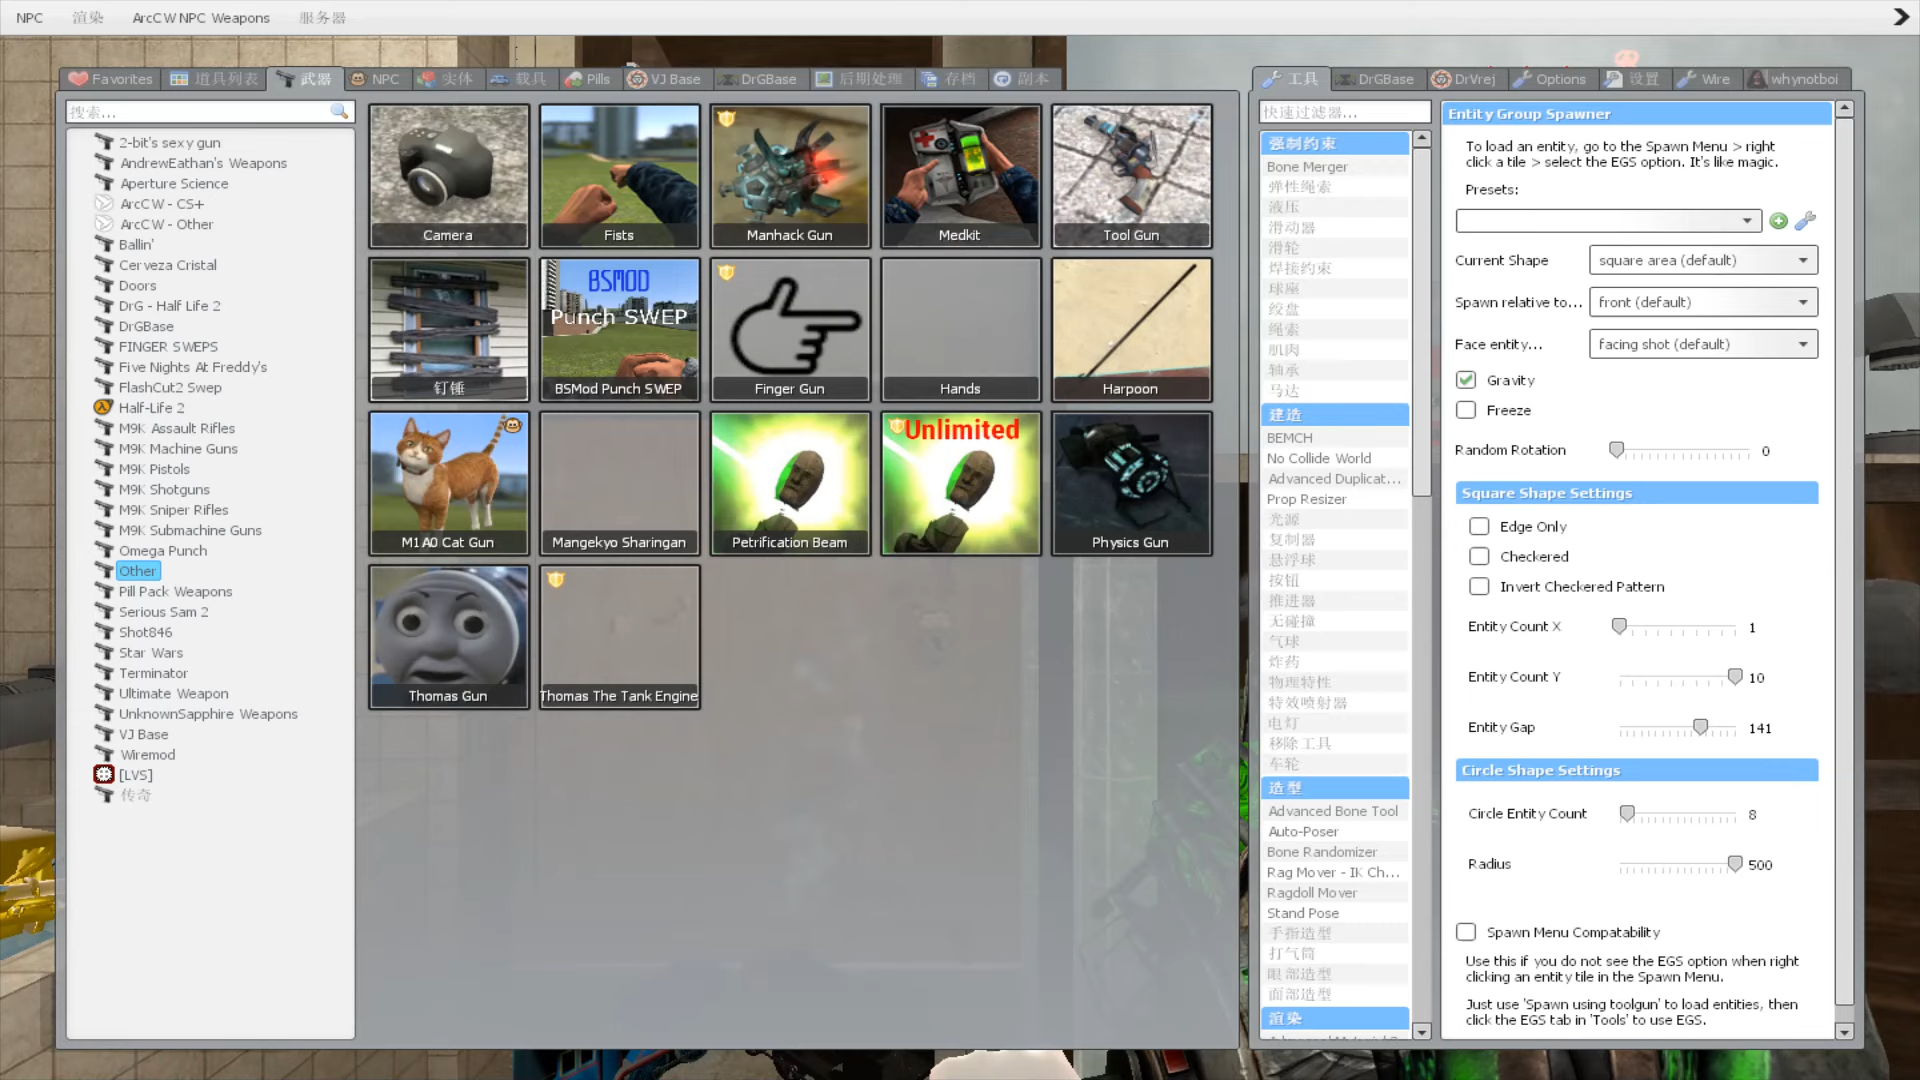 NPC 渲染 ArcCW NPC Weapons 服务器
Favorites 道具列表 武器 NPC 实体 载具 Pills VJ Base DrGBase 后期处理 存档 副本
搜索...
2-bit's sexy gun
AndrewEathan's Weapons
Aperture Science
ArcCW - CS+
ArcCW - Other
Ballin'
Cerveza Cristal
Doors
DrG - Half Life 2
DrGBase
FINGER SWEPS
Five Nights At Freddy's
FlashCut2 Swep
Half-Life 2
M9K Assault Rifles
M9K Machine Guns
M9K Pistols
M9K Shotguns
M9K Sniper Rifles
M9K Submachine Guns
Omega Punch
Other
Pill Pack Weapons
Serious Sam 2
Shot846
Star Wars
Terminator
Ultimate Weapon
UnknownSapphire Weapons
VJ Base
Wiremod
[LVS]
传奇
Camera
Fists
Manhack Gun
Medkit
Tool Gun
钉锤
BSMOD
Punch SWEP
BSMod Punch SWEP
Finger Gun
Hands
Harpoon
M1A0 Cat Gun
Mangekyo Sharingan
Petrification Beam
Unlimited
Physics Gun
Thomas Gun
Thomas The Tank Engine
工具 DrGBase DrVrej Options 设置 Wire whynotboi
快速过滤器...
强制约束
Bone Merger
弹性绳索
液压
滑动器
滑轮
焊接约束
球座
绞盘
绳索
肌肉
轴承
马达
建造
BEMCH
No Collide World
Advanced Duplicat...
Prop Resizer
光源
复制器
悬浮球
按钮
推进器
无碰撞
气球
炸药
物理特性
特效喷射器
电灯
移除工具
车轮
造型
Advanced Bone Tool
Auto-Poser
Bone Randomizer
Rag Mover - IK Ch...
Ragdoll Mover
Stand Pose
手指造型
打气筒
眼部造型
面部造型
渲染
Entity Group Spawner
To load an entity, go to the Spawn Menu > right
click a tile > select the EGS option. It's like magic.
Presets:
Current Shape square area (default)
Spawn relative to... front (default)
Face entity... facing shot (default)
Gravity
Freeze
Random Rotation 0
Square Shape Settings
Edge Only
Checkered
Invert Checkered Pattern
Entity Count X 1
Entity Count Y 10
Entity Gap 141
Circle Shape Settings
Circle Entity Count 8
Radius 500
Spawn Menu Compatability
Use this if you do not see the EGS option when right
clicking an entity tile in the Spawn Menu.
Just use 'Spawn using toolgun' to load entities, then
click the EGS tab in 'Tools' to use EGS.